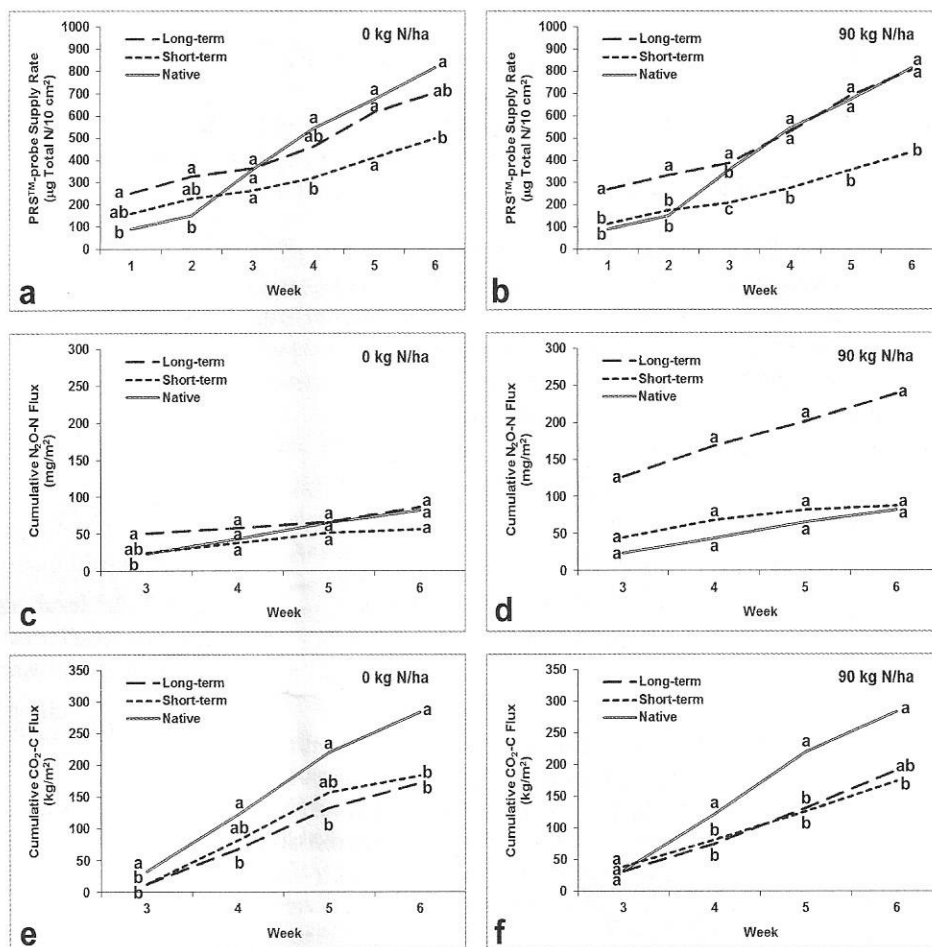 1000
900
800
700
600
500
400
300
200
100
0
PRS™-probe Supply Rate
(µg Total N/10 cm²)
Long-term
Short-term
Native
0 kg N/ha
a
ab
b
a
ab
b
a
a
a
a
ab
b
a
a
a
a
ab
b
1 2 3 4 5 6
Week
a
1000
900
800
700
600
500
400
300
200
100
0
PRS™-probe Supply Rate
(µg Total N/10 cm²)
Long-term
Short-term
Native
90 kg N/ha
a
b
b
a
b
b
a
b
c
a
a
b
a
a
b
a
a
b
1 2 3 4 5 6
Week
b
300
250
200
150
100
50
0
Cumulative N₂O-N Flux
(mg/m²)
Long-term
Short-term
Native
0 kg N/ha
a
ab
b
a
a
a
a
a
a
a
a
a
3 4 5 6
Week
c
300
250
200
150
100
50
0
Cumulative N₂O-N Flux
(mg/m²)
Long-term
Short-term
Native
90 kg N/ha
a
a
a
a
a
a
a
a
a
a
a
a
3 4 5 6
Week
d
350
300
250
200
150
100
50
0
Cumulative CO₂-C Flux
(kg/m²)
Long-term
Short-term
Native
0 kg N/ha
a
b
b
a
ab
b
a
ab
b
a
b
b
3 4 5 6
Week
e
350
300
250
200
150
100
50
0
Cumulative CO₂-C Flux
(kg/m²)
Long-term
Short-term
Native
90 kg N/ha
a
a
a
a
b
b
a
b
b
a
ab
b
3 4 5 6
Week
f